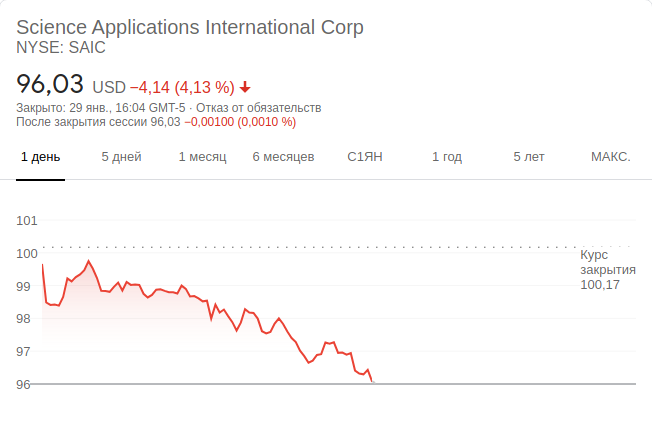 Science Applications International Corp
NYSE: SAIC
96,03 USD −4,14 (4,13 %)
Закрыто: 29 янв., 16:04 GMT-5 · Отказ от обязательств
После закрытия сессии 96,03 −0,00100 (0,0010 %)
1 день 5 дней 1 месяц 6 месяцев С1ЯН 1 год 5 лет МАКС.
101
100
99
98
97
96
Курс
закрытия
100,17